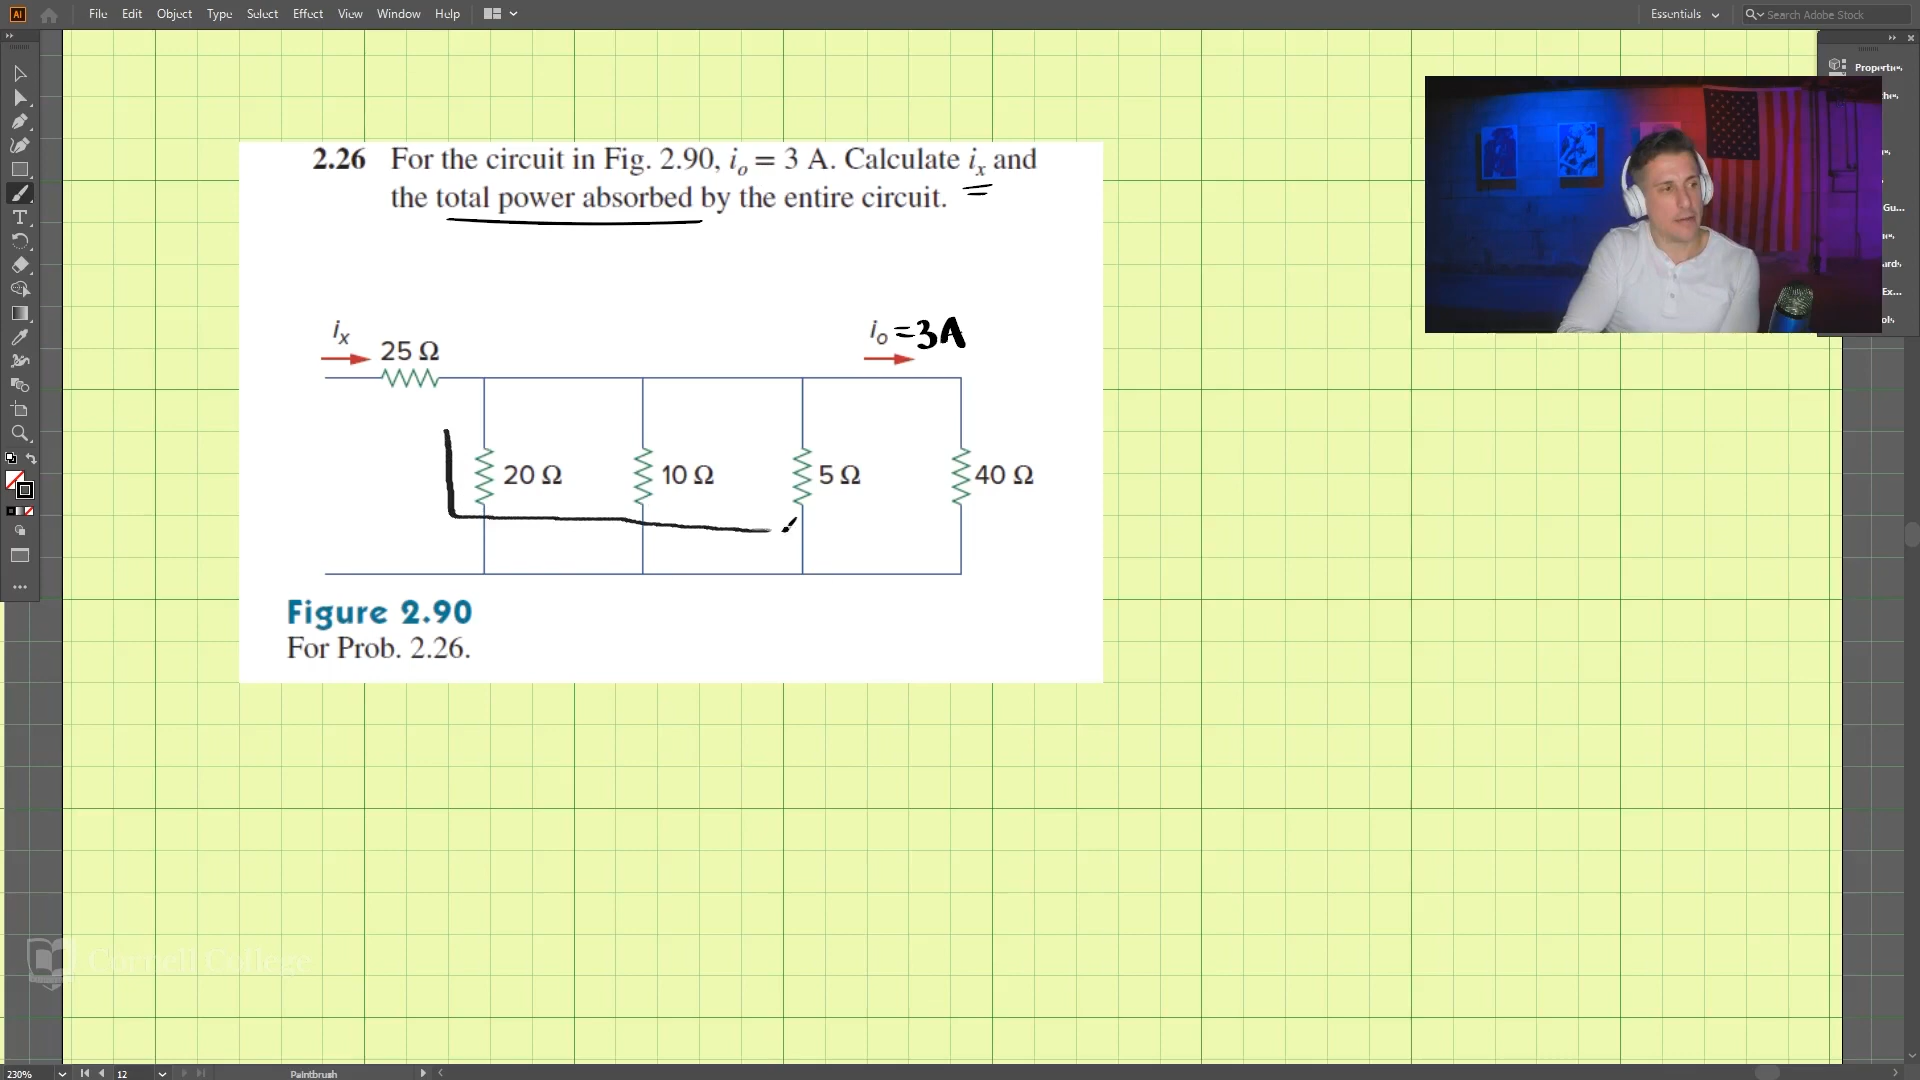 File Edit Object Type Select Effect View Window Help
Essentials
Search Adobe Stock
Properties
2.26 For the circuit in Fig. 2.90, iₒ = 3 A. Calculate iₓ and
the total power absorbed by the entire circuit.
iₓ
25 Ω
iₒ =3A
20 Ω
10 Ω
5 Ω
40 Ω
Figure 2.90
For Prob. 2.26.
Cornell College
230%
12
Paintbrush